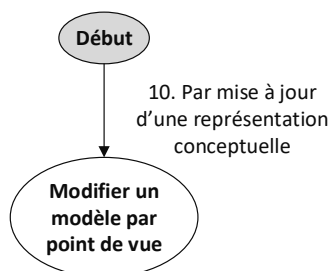 Début
10. Par mise à jour
d'une représentation
conceptuelle
Modifier un
modèle par
point de vue